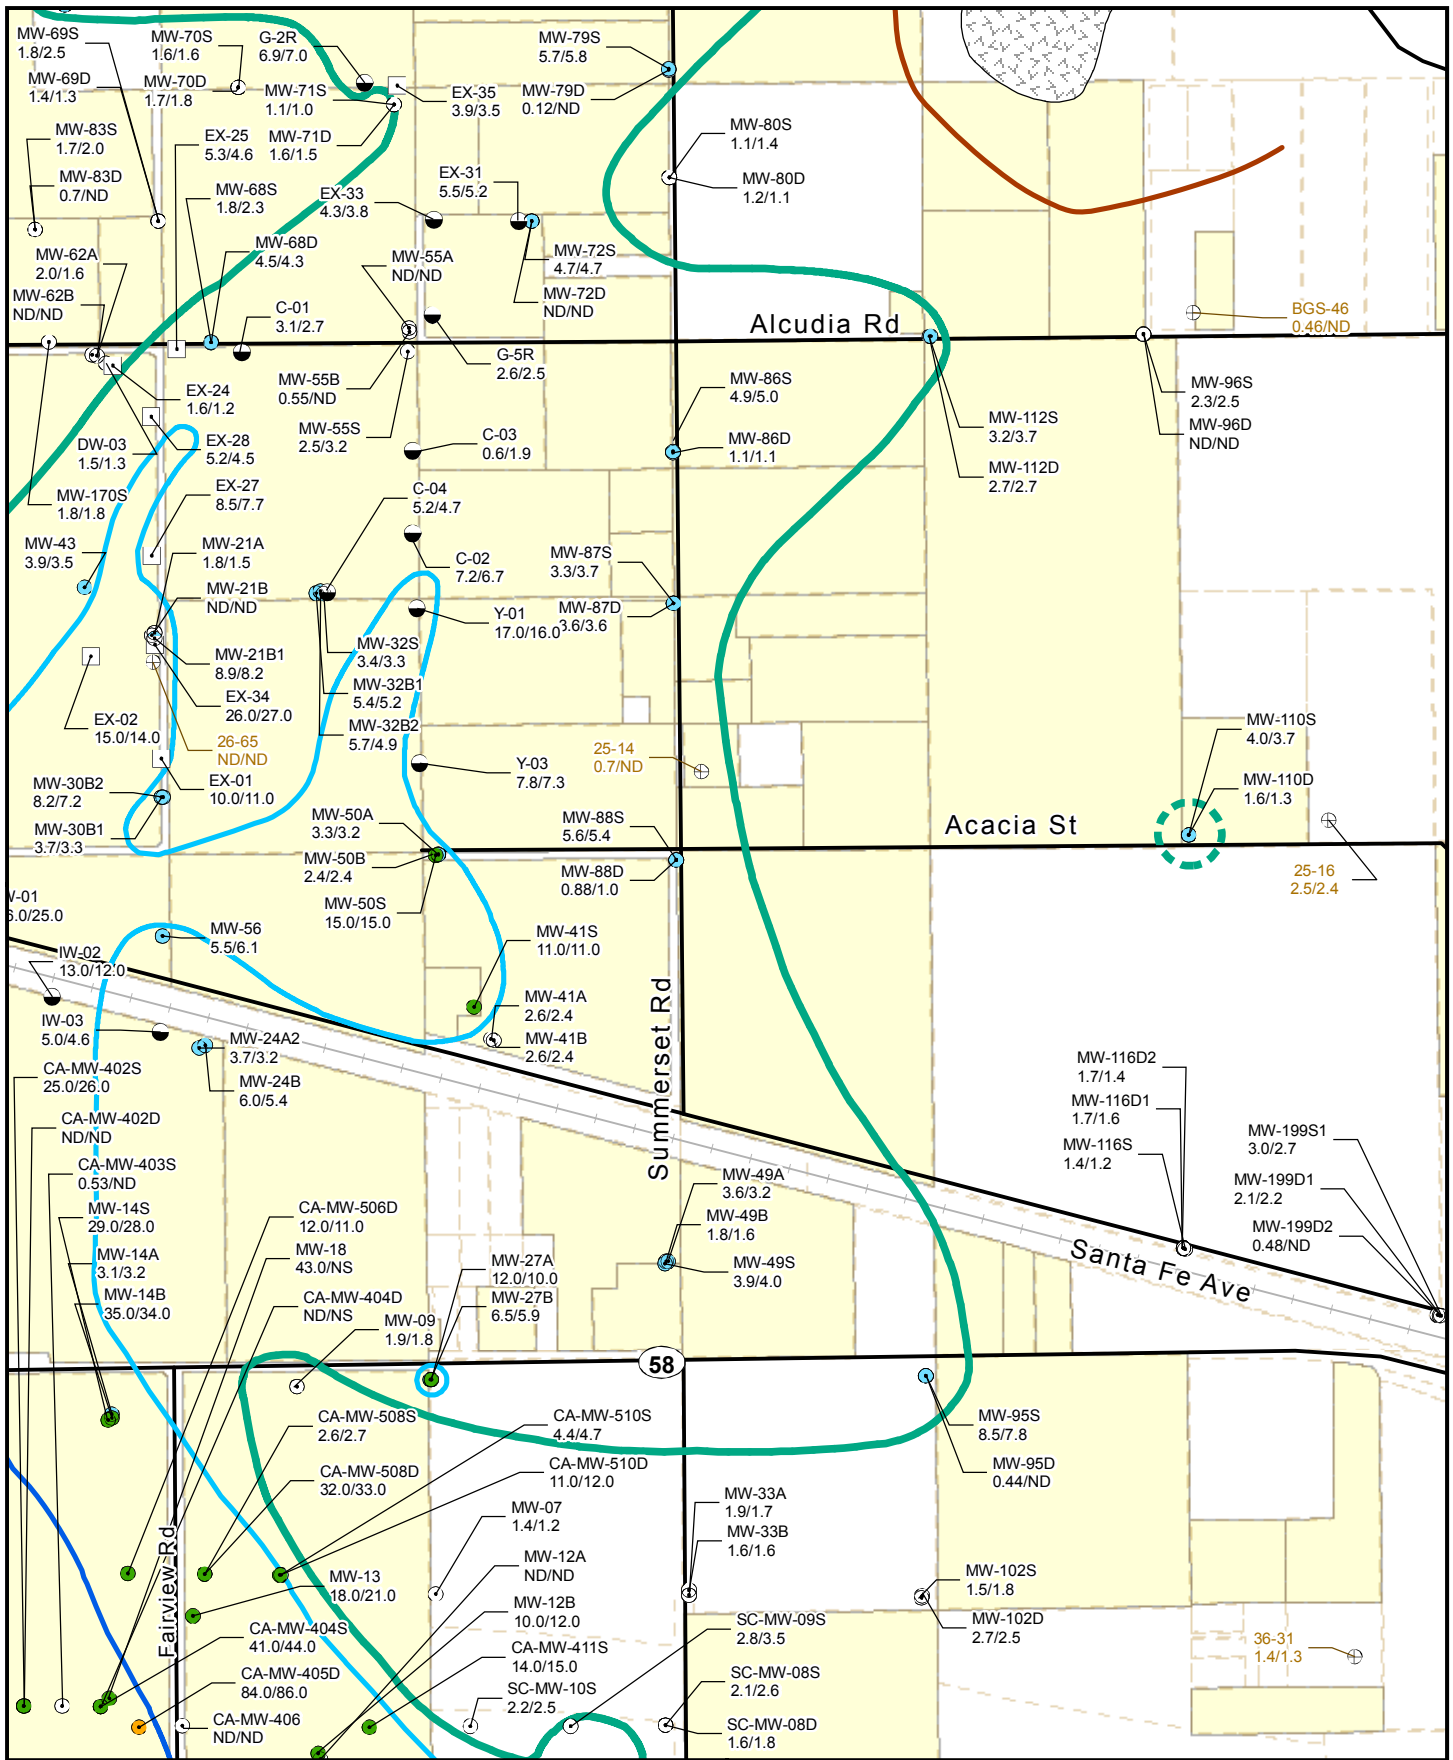 MW-69S
1.8/2.5
MW-70S
1.6/1.6
G-2R
6.9/7.0
MW-79S
5.7/5.8
MW-69D
1.4/1.3
MW-70D
1.7/1.8
MW-71S
1.1/1.0
EX-35
3.9/3.5
MW-79D
0.12/ND
MW-83S
1.7/2.0
EX-25
5.3/4.6
MW-71D
1.6/1.5
MW-80S
1.1/1.4
MW-83D
0.7/ND
MW-68S
1.8/2.3
EX-33
4.3/3.8
EX-31
5.5/5.2
MW-80D
1.2/1.1
MW-62A
2.0/1.6
MW-68D
4.5/4.3
MW-55A
ND/ND
MW-72S
4.7/4.7
MW-62B
ND/ND
C-01
3.1/2.7
MW-72D
ND/ND
Alcudia Rd
BGS-46
0.46/ND
EX-24
1.6/1.2
MW-55B
0.55/ND
G-5R
2.6/2.5
MW-86S
4.9/5.0
MW-96S
2.3/2.5
DW-03
1.5/1.3
EX-28
5.2/4.5
MW-55S
2.5/3.2
C-03
0.6/1.9
MW-86D
1.1/1.1
MW-112S
3.2/3.7
MW-96D
ND/ND
MW-170S
1.8/1.8
EX-27
8.5/7.7
C-04
5.2/4.7
MW-112D
2.7/2.7
MW-43
3.9/3.5
MW-21A
1.8/1.5
C-02
7.2/6.7
MW-87S
3.3/3.7
MW-21B
ND/ND
Y-01
17.0/16.0
MW-87D
3.6/3.6
MW-21B1
8.9/8.2
MW-32S
3.4/3.3
EX-34
26.0/27.0
MW-32B1
5.4/5.2
EX-02
15.0/14.0
26-65
ND/ND
MW-32B2
5.7/4.9
25-14
0.7/ND
MW-110S
4.0/3.7
MW-30B2
8.2/7.2
EX-01
10.0/11.0
Y-03
7.8/7.3
MW-110D
1.6/1.3
MW-30B1
3.7/3.3
MW-50A
3.3/3.2
MW-88S
5.6/5.4
Acacia St
MW-50B
2.4/2.4
MW-88D
0.88/1.0
25-16
2.5/2.4
-01
.0/25.0
MW-50S
15.0/15.0
MW-56
5.5/6.1
MW-41S
11.0/11.0
IW-02
13.0/12.0
Summerset Rd
MW-41A
2.6/2.4
IW-03
5.0/4.6
MW-24A2
3.7/3.2
MW-41B
2.6/2.4
CA-MW-402S
25.0/26.0
MW-24B
6.0/5.4
MW-116D2
1.7/1.4
CA-MW-402D
ND/ND
MW-116D1
1.7/1.6
MW-199S1
3.0/2.7
CA-MW-403S
0.53/ND
MW-116S
1.4/1.2
MW-49A
3.6/3.2
MW-199D1
2.1/2.2
MW-14S
29.0/28.0
CA-MW-506D
12.0/11.0
MW-49B
1.8/1.6
MW-199D2
0.48/ND
MW-14A
3.1/3.2
MW-18
43.0/NS
MW-27A
12.0/10.0
MW-49S
3.9/4.0
Santa Fe Ave
MW-14B
35.0/34.0
CA-MW-404D
ND/NS
MW-27B
6.5/5.9
MW-09
1.9/1.8
58
CA-MW-508S
2.6/2.7
CA-MW-510S
4.4/4.7
MW-95S
8.5/7.8
CA-MW-508D
32.0/33.0
CA-MW-510D
11.0/12.0
MW-95D
0.44/ND
MW-07
1.4/1.2
MW-33A
1.9/1.7
Fairview Rd
MW-12A
ND/ND
MW-33B
1.6/1.6
MW-13
18.0/21.0
MW-102S
1.5/1.8
MW-12B
10.0/12.0
CA-MW-404S
41.0/44.0
SC-MW-09S
2.8/3.5
MW-102D
2.7/2.5
CA-MW-411S
14.0/15.0
36-31
1.4/1.3
CA-MW-405D
84.0/86.0
SC-MW-10S
2.2/2.5
SC-MW-08S
2.1/2.6
CA-MW-406
ND/ND
SC-MW-08D
1.6/1.8